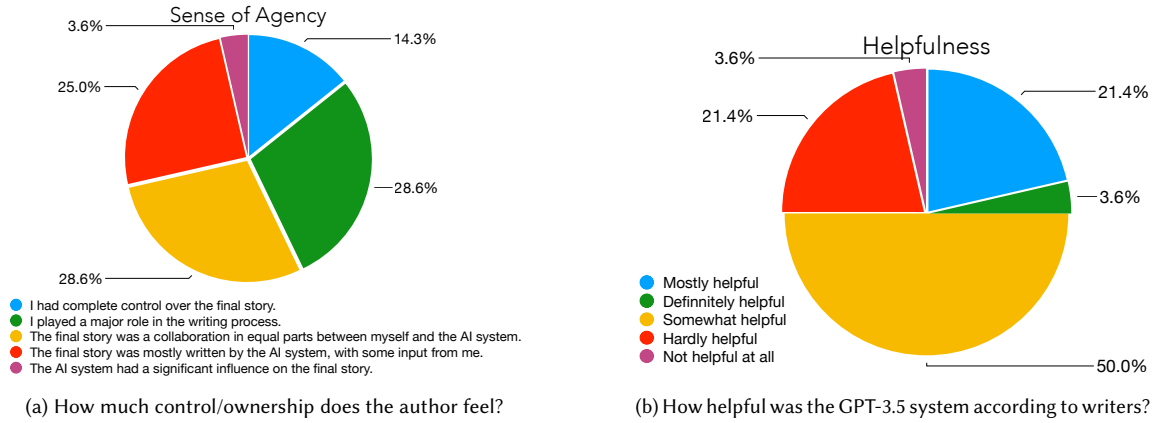 Sense of Agency
3.6%
14.3%
25.0%
28.6%
28.6%
I had complete control over the final story.
I played a major role in the writing process.
The final story was a collaboration in equal parts between myself and the AI system.
The final story was mostly written by the AI system, with some input from me.
The AI system had a significant influence on the final story.
(a) How much control/ownership does the author feel?
Helpfulness
3.6%
21.4%
21.4%
3.6%
50.0%
Mostly helpful
Definnitely helpful
Somewhat helpful
Hardly helpful
Not helpful at all
(b) How helpful was the GPT-3.5 system according to writers?